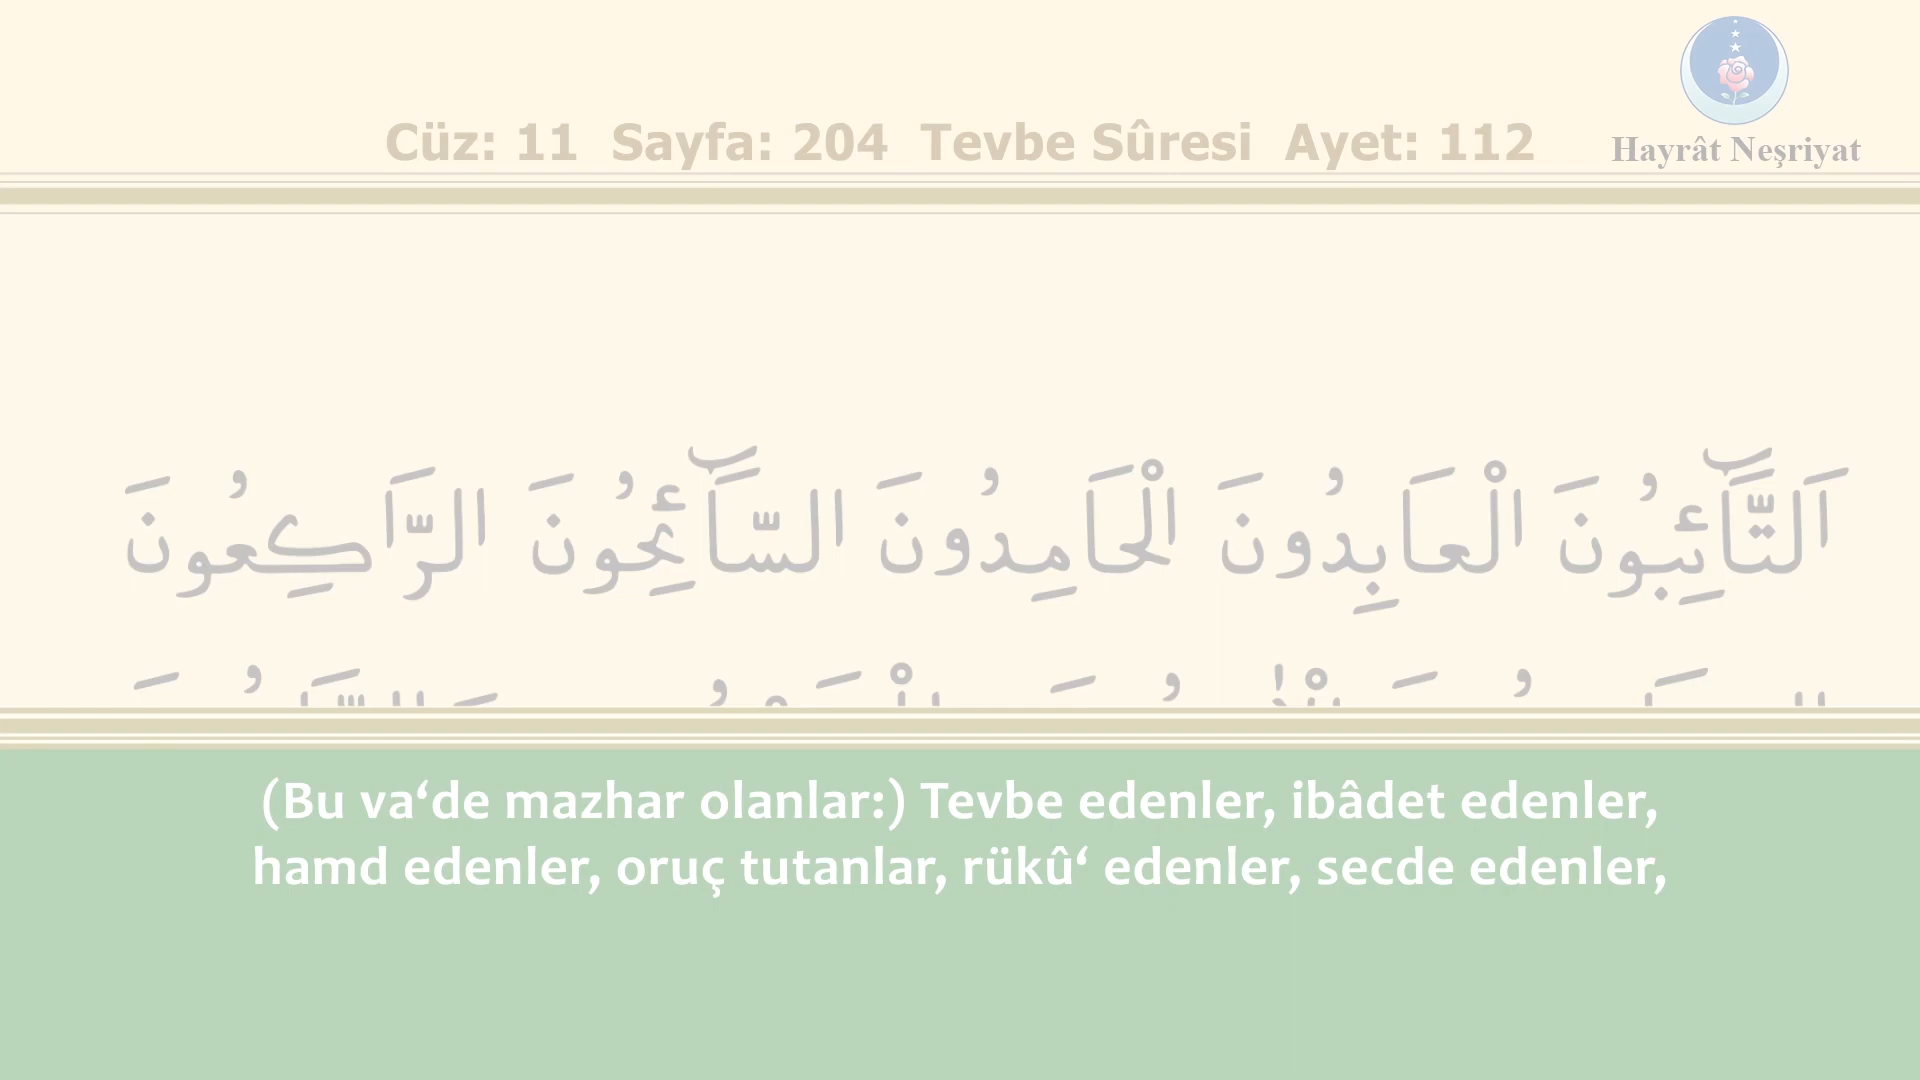 Cüz: 11 Sayfa: 204 Tevbe Sûresi Ayet: 112
Hayrât Neşriyat
اَلتَّٓائِبُونَ الْعَابِدُونَ الْحَامِدُونَ السَّٓائِحُونَ الرَّاكِعُونَ
(Bu va‘de mazhar olanlar:) Tevbe edenler, ibâdet edenler,
hamd edenler, oruç tutanlar, rükû‘ edenler, secde edenler,